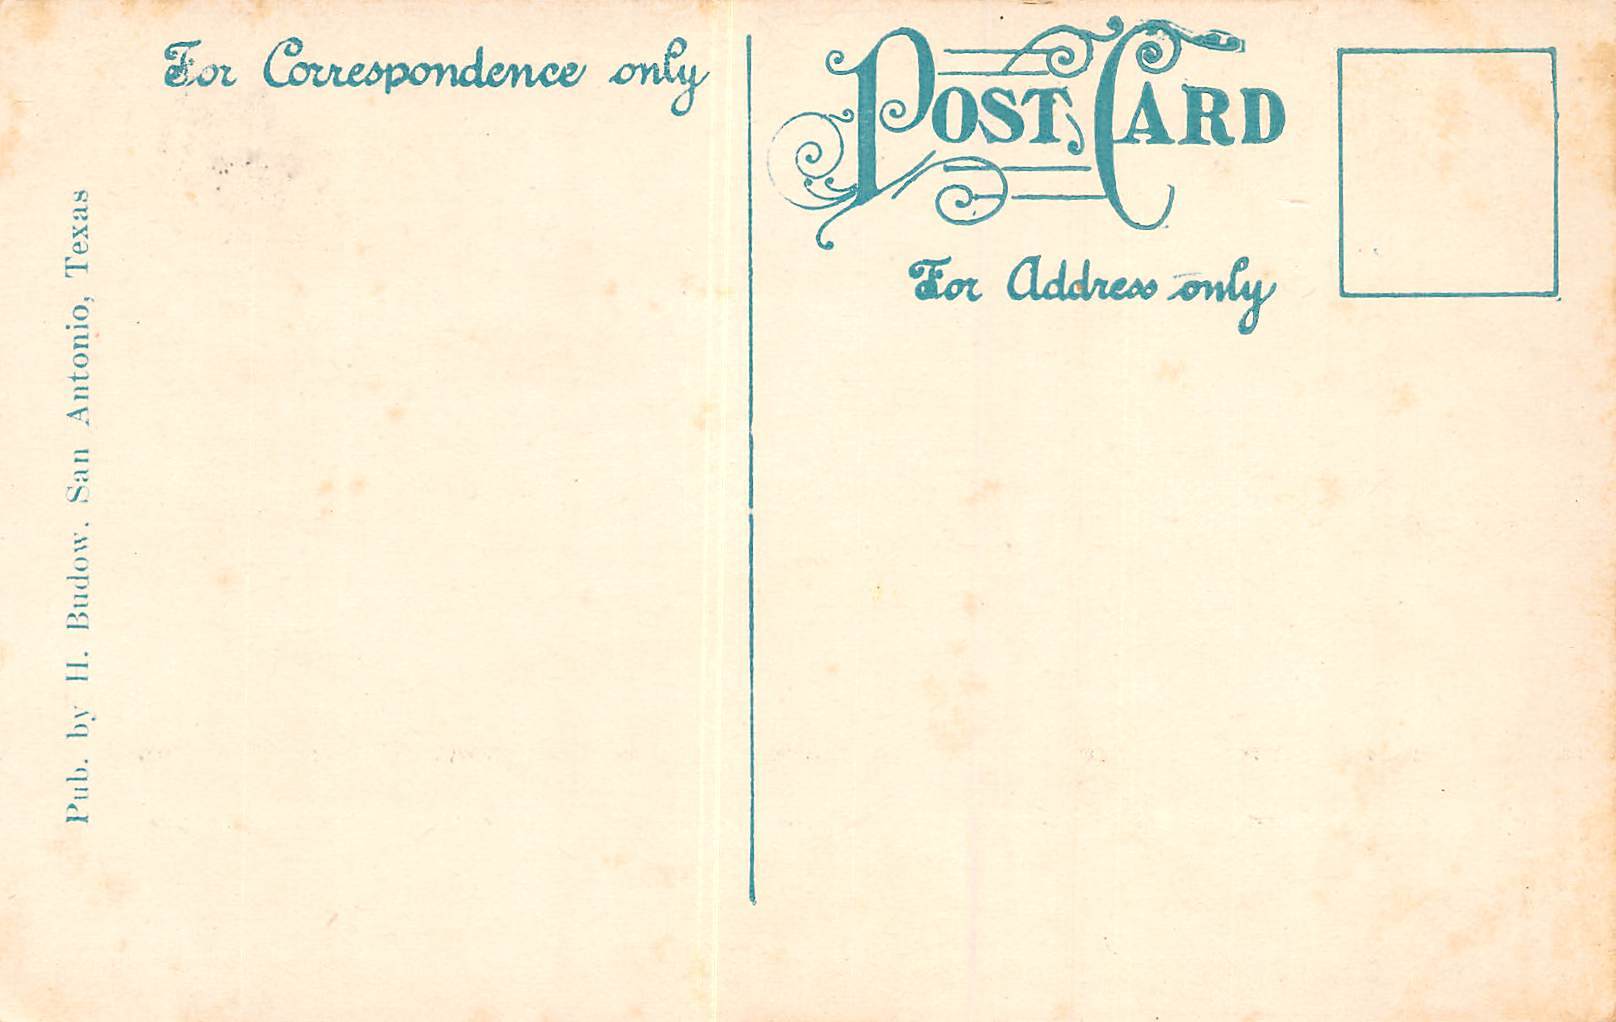 For Correspondence only
POST CARD
For Address only
Pub. by H. Budow. San Antonio, Texas